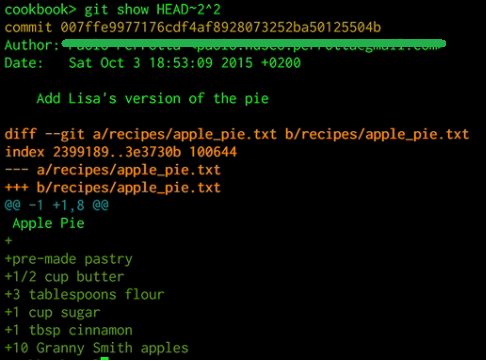 cookbook> git show HEAD~2^2
commit 007ffe9977176cdf4af8928073252ba50125504b
Author:
Date:   Sat Oct 3 18:53:09 2015 +0200
Add Lisa's version of the pie
diff --git a/recipes/apple_pie.txt b/recipes/apple_pie.txt
index 2399189..3e3730b 100644
--- a/recipes/apple_pie.txt
+++ b/recipes/apple_pie.txt
@@ -1 +1,8 @@
 Apple Pie
+
+pre-made pastry
+1/2 cup butter
+3 tablespoons flour
+1 cup sugar
+1 tbsp cinnamon
+10 Granny Smith apples